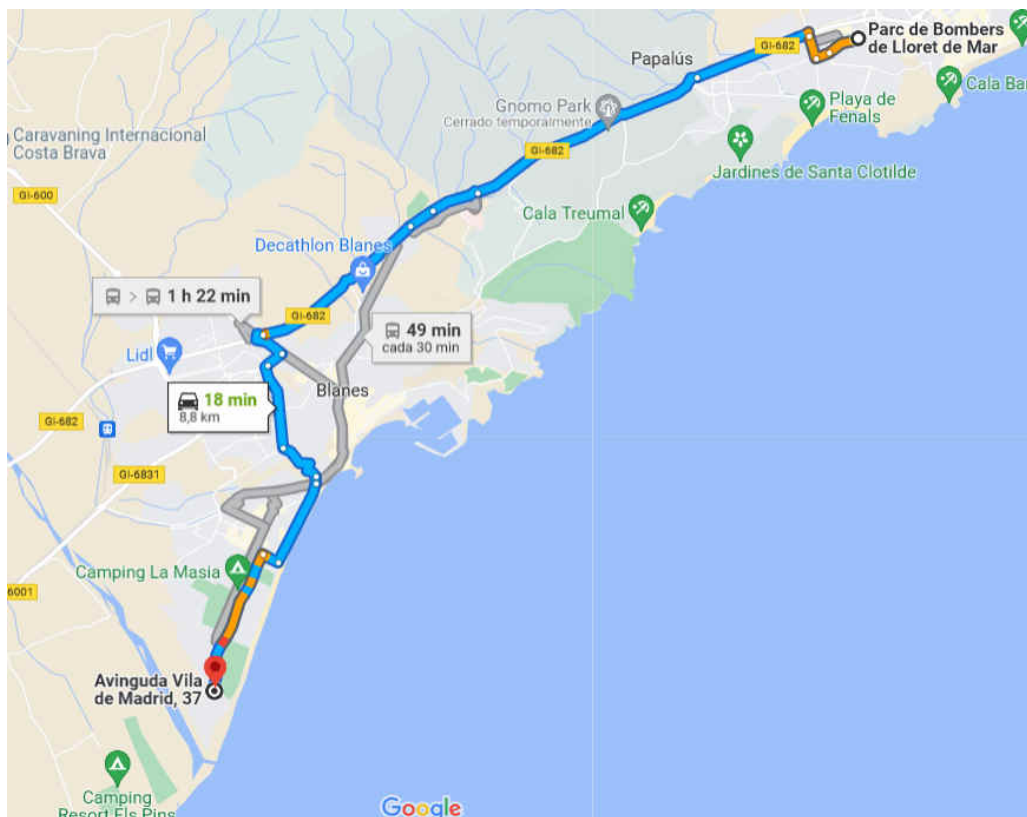 Parc de Bombers
de Lloret de Mar
GI-682
Papalús
Cala Ban
Gnomo Park
Cerrado temporalmente
Playa de
Fenals
Caravaning Internacional
Costa Brava
GI-682
Jardines de Santa Clotilde
GI-600
Cala Treumal
Decathlon Blanes
> 1 h 22 min
GI-682
49 min
cada 30 min
Lidl
18 min
8,8 km
Blanes
GI-682
GI-6831
Camping La Masia
6001
Avinguda Vila
de Madrid, 37
Camping
Resort Els Pins
Google